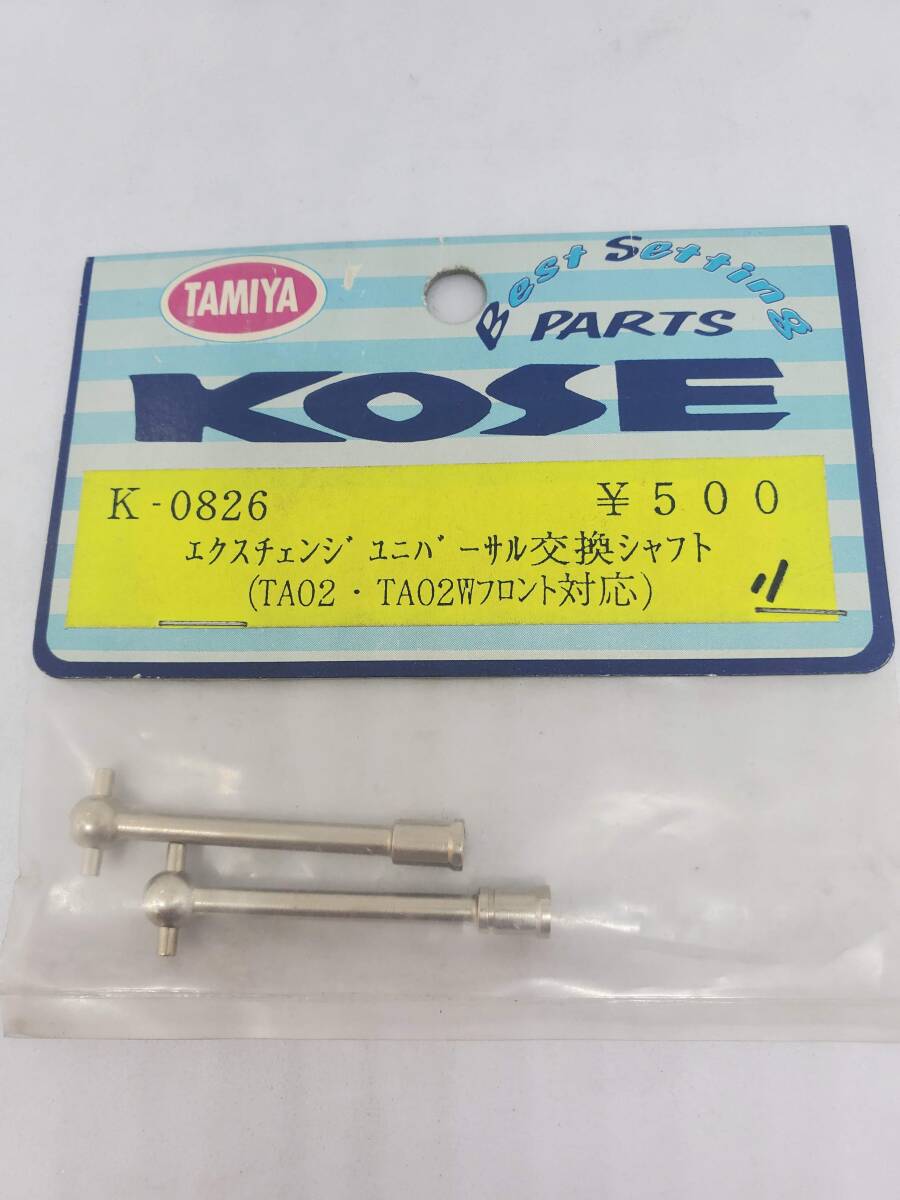 TAMIYA
Best Setting
PARTS
KOSE
K-0826 ¥500
エクスチェンジ ユニバーサル交換シャフト
(TA02・TA02Wフロント対応)